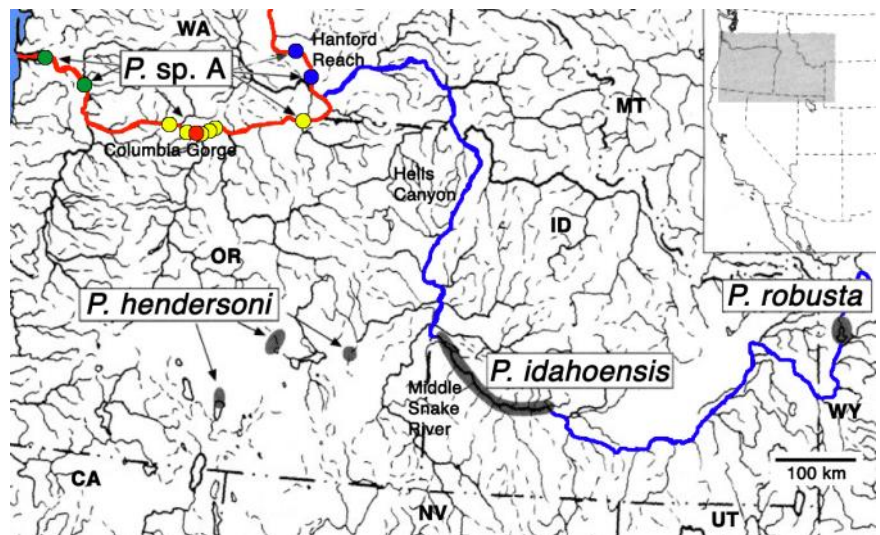 WA
Hanford
Reach
P. sp. A
MT
Columbia Gorge
Hells
Canyon
ID
OR
P. hendersoni
P. robusta
P. idahoensis
Middle
Snake
River
WY
100 km
CA
NV
UT